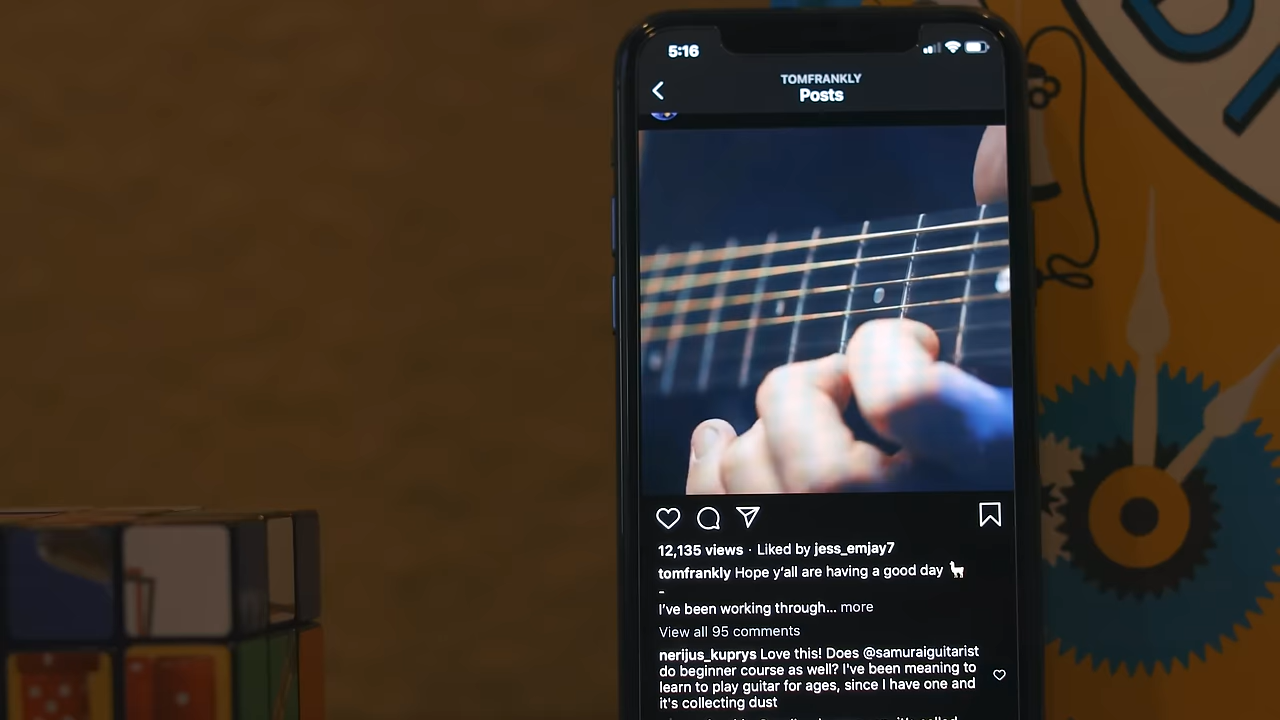 5:16
TOMFRANKLY
Posts
12,135 views · Liked by jess_emjay7
tomfrankly Hope y'all are having a good day 🦙
-
I've been working through... more
View all 95 comments
nerijus_kuprys Love this! Does @samuraiguitarist
do beginner course as well? I've been meaning to
learn to play guitar for ages, since I have one and
it's collecting dust